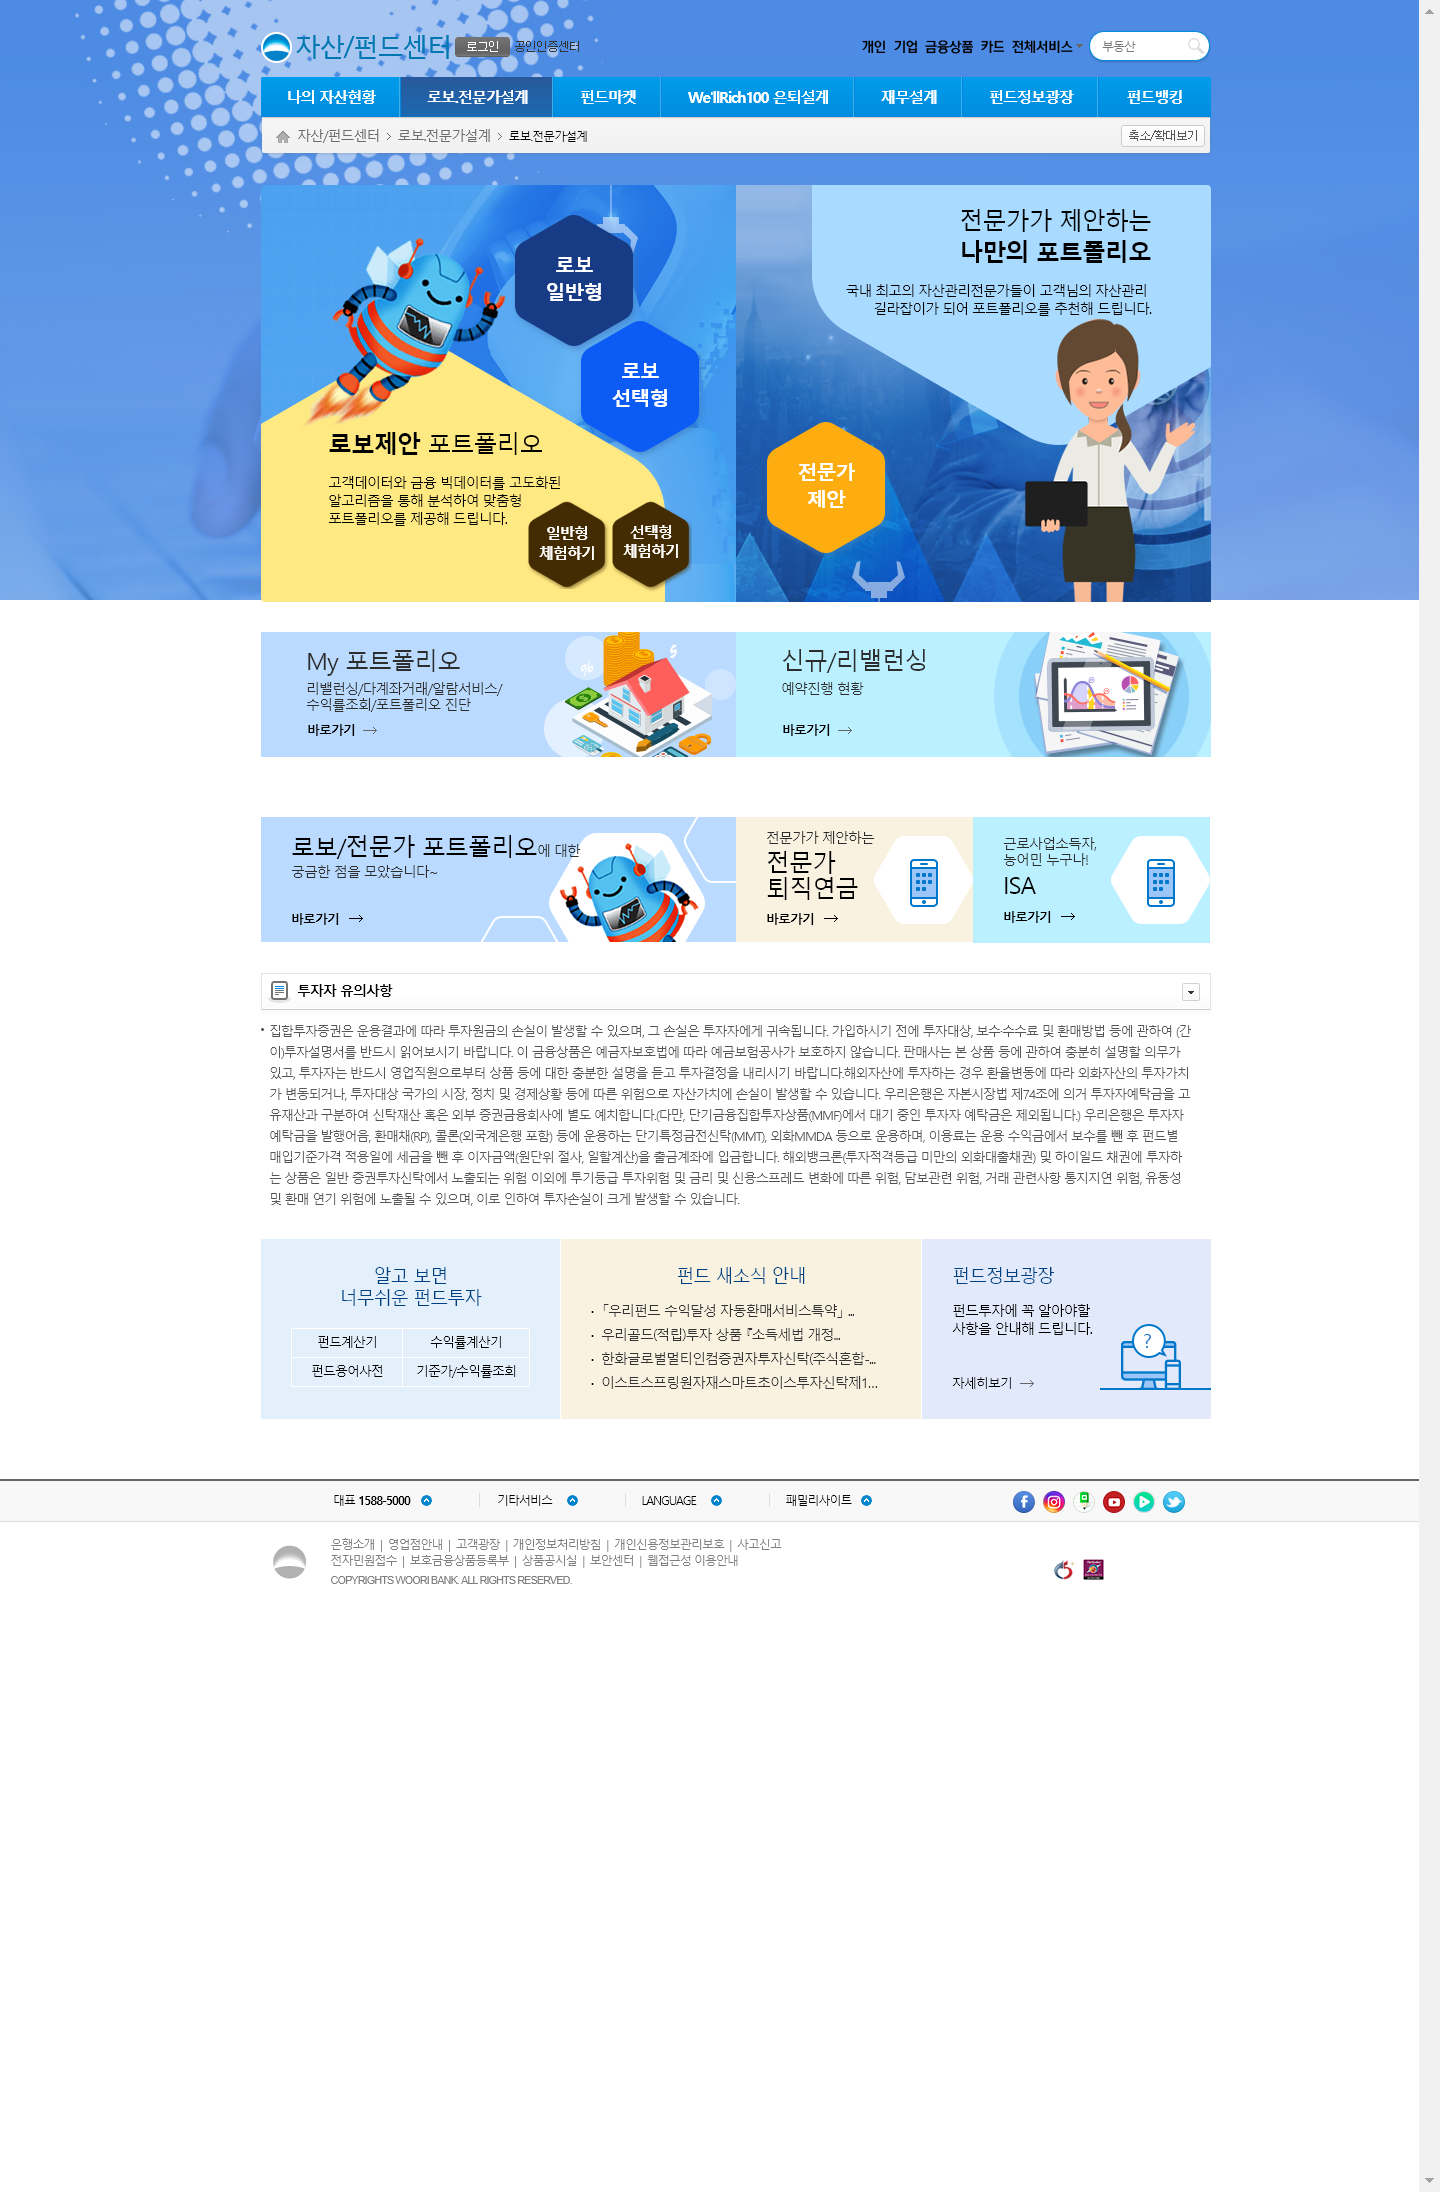 자산/펀드센터 로그인 공인인증센터
개인 기업 금융상품 카드 전체서비스 부동산
나의 자산현황 로보.전문가설계 펀드마켓 We'llRich100 은퇴설계 재무설계 펀드정보광장 펀드뱅킹
자산/펀드센터 > 로보.전문가설계 > 로보.전문가설계
축소/확대보기
로보
일반형
로보
선택형
로보제안 포트폴리오
고객데이터와 금융 빅데이터를 고도화된
알고리즘을 통해 분석하여 맞춤형
포트폴리오를 제공해 드립니다.
일반형
체험하기
선택형
체험하기
전문가가 제안하는
나만의 포트폴리오
국내 최고의 자산관리전문가들이 고객님의 자산관리
길라잡이가 되어 포트폴리오를 추천해 드립니다.
전문가
제안
My 포트폴리오
리밸런싱/다계좌거래/알람서비스/
수익률조회/포트폴리오 진단
바로가기
신규/리밸런싱
예약진행 현황
바로가기
로보/전문가 포트폴리오에 대한
궁금한 점을 모았습니다~
바로가기
전문가가 제안하는
전문가
퇴직연금
바로가기
근로사업소득자,
농어민 누구나!
ISA
바로가기
투자자 유의사항
• 집합투자증권은 운용결과에 따라 투자원금의 손실이 발생할 수 있으며, 그 손실은 투자자에게 귀속됩니다. 가입하시기 전에 투자대상, 보수·수수료 및 환매방법 등에 관하여 (간
이)투자설명서를 반드시 읽어보시기 바랍니다. 이 금융상품은 예금자보호법에 따라 예금보험공사가 보호하지 않습니다. 판매사는 본 상품 등에 관하여 충분히 설명할 의무가
있고, 투자자는 반드시 영업직원으로부터 상품 등에 대한 충분한 설명을 듣고 투자결정을 내리시기 바랍니다.해외자산에 투자하는 경우 환율변동에 따라 외화자산의 투자가치
가 변동되거나, 투자대상 국가의 시장, 정치 및 경제상황 등에 따른 위험으로 자산가치에 손실이 발생할 수 있습니다. 우리은행은 자본시장법 제74조에 의거 투자자예탁금을 고
유재산과 구분하여 신탁재산 혹은 외부 증권금융회사에 별도 예치합니다.(다만, 단기금융집합투자상품(MMF)에서 대기 중인 투자자 예탁금은 제외됩니다.) 우리은행은 투자자
예탁금을 발행어음, 환매채(RP), 콜론(외국계은행 포함) 등에 운용하는 단기특정금전신탁(MMT), 외화MMDA 등으로 운용하며, 이용료는 운용 수익금에서 보수를 뺀 후 펀드별
매입기준가격 적용일에 세금을 뺀 후 이자금액(원단위 절사, 일할계산)을 출금계좌에 입금합니다. 해외뱅크론(투자적격등급 미만의 외화대출채권) 및 하이일드 채권에 투자하
는 상품은 일반 증권투자신탁에서 노출되는 위험 이외에 투기등급 투자위험 및 금리 및 신용스프레드 변화에 따른 위험, 담보관련 위험, 거래 관련사항 통지지연 위험, 유동성
및 환매 연기 위험에 노출될 수 있으며, 이로 인하여 투자손실이 크게 발생할 수 있습니다.
알고 보면
너무쉬운 펀드투자
펀드계산기 수익률계산기
펀드용어사전 기준가/수익률조회
펀드 새소식 안내
· 「우리펀드 수익달성 자동환매서비스특약」...
· 우리골드(적립)투자 상품 『소득세법 개정...
· 한화글로벌멀티인컴증권자투자신탁(주식혼합-...
· 이스트스프링원자재스마트초이스투자신탁제1...
펀드정보광장
펀드투자에 꼭 알아야할
사항을 안내해 드립니다.
자세히보기
대표 1588-5000 기타서비스 LANGUAGE 패밀리사이트
은행소개 | 영업점안내 | 고객광장 | 개인정보처리방침 | 개인신용정보관리보호 | 사고신고
전자민원접수 | 보호금융상품등록부 | 상품공시실 | 보안센터 | 웹접근성 이용안내
COPYRIGHTS WOORI BANK. ALL RIGHTS RESERVED.